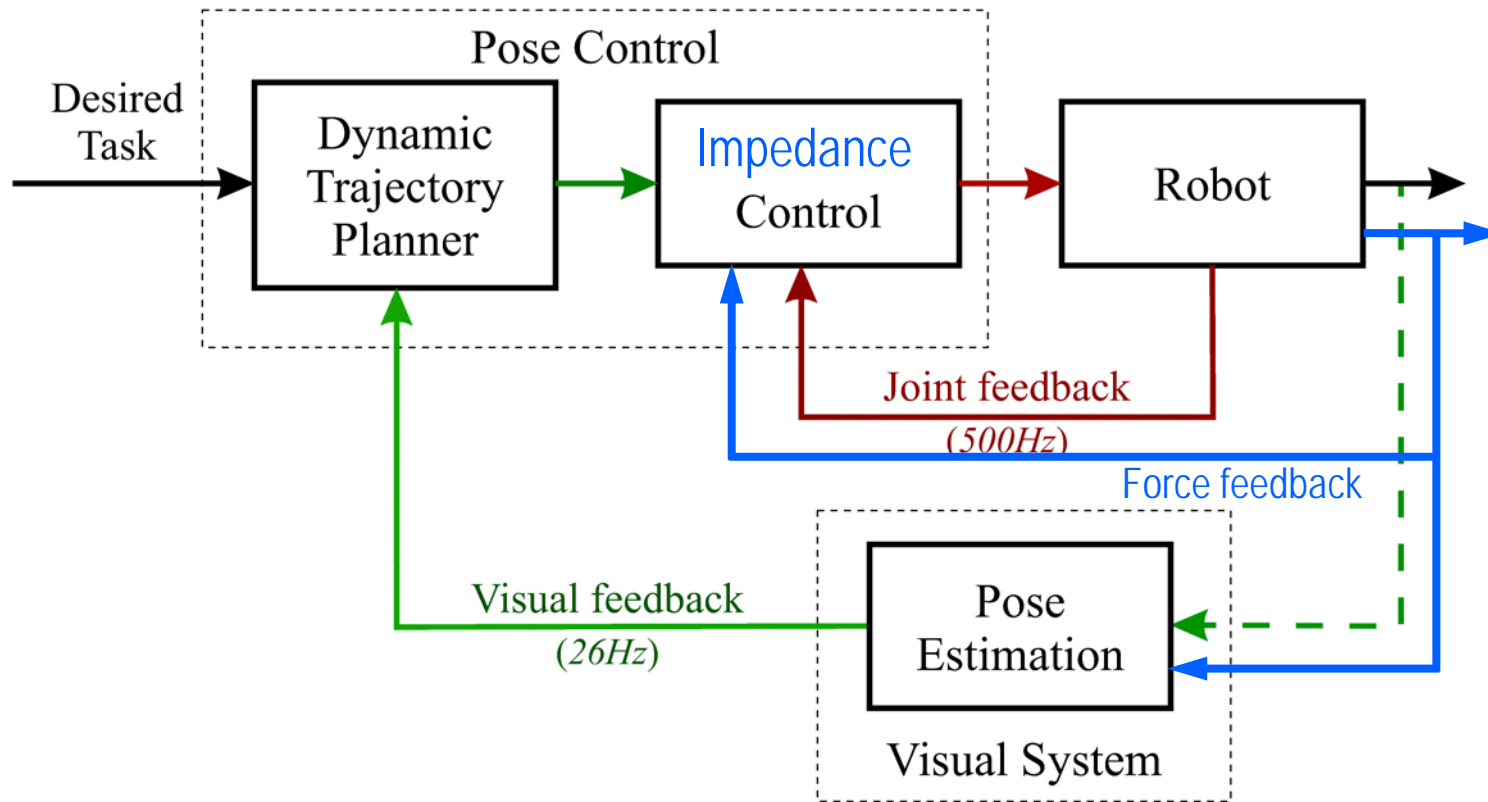 Pose Control
Desired
Task
Dynamic
Trajectory
Planner
Impedance
Control
Robot
Joint feedback
(500Hz)
Force feedback
Visual feedback
(26Hz)
Pose
Estimation
Visual System